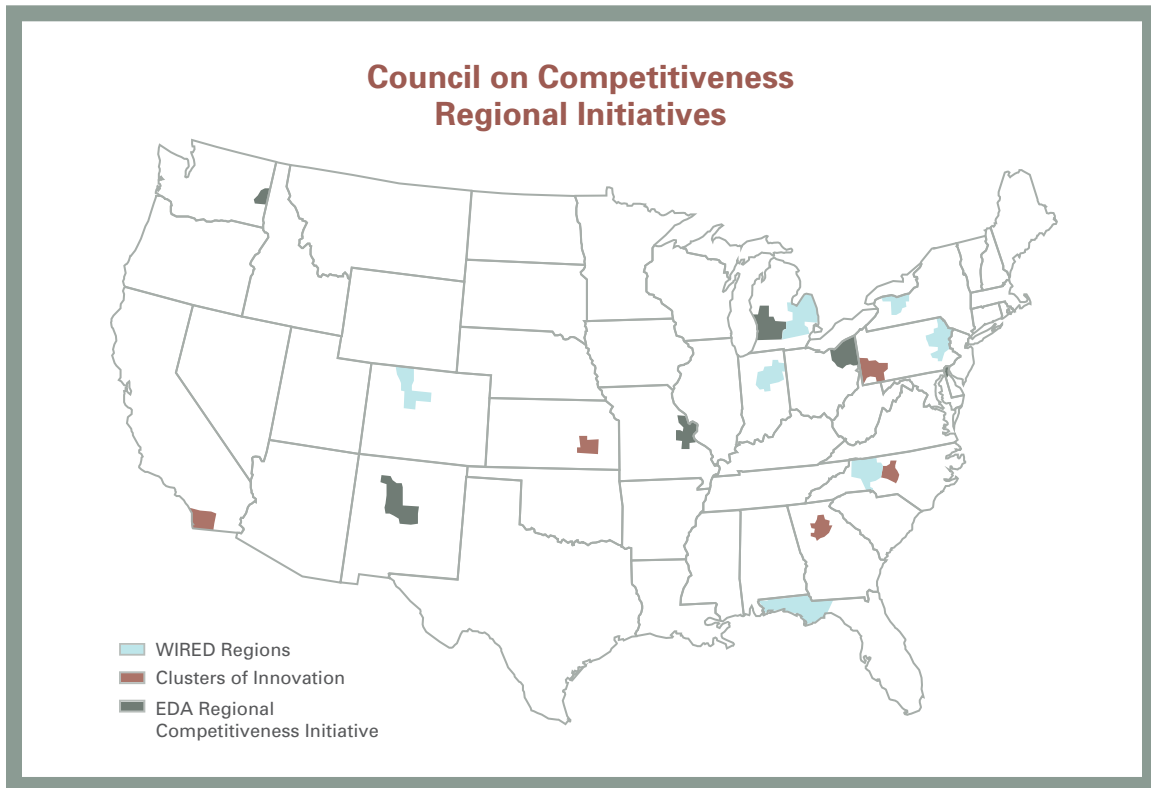 Council on Competitiveness
Regional Initiatives
WIRED Regions
Clusters of Innovation
EDA Regional
Competitiveness Initiative